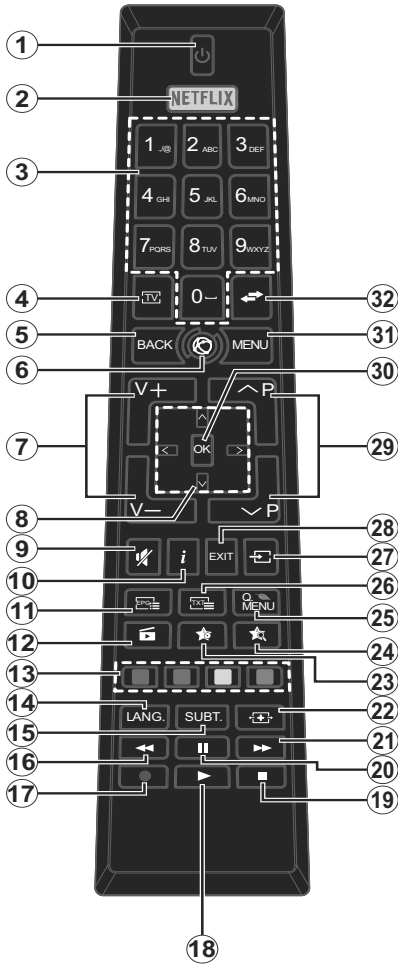 1
2 NETFLIX
1 ./@ 2 ABC 3 DEF
3
4 GHI 5 JKL 6 MNO
7 PQRS 8 TUV 9 WXYZ
4 TV 0 32
5 BACK MENU 31
6
30
V+ P
7 OK 29
8 V− P
28
9 i EXIT 27
10
26
11 EPG TXT Q. MENU 25
12 24
13 23
14 LANG. SUBT. 22
15
16 21
20
17 19
18